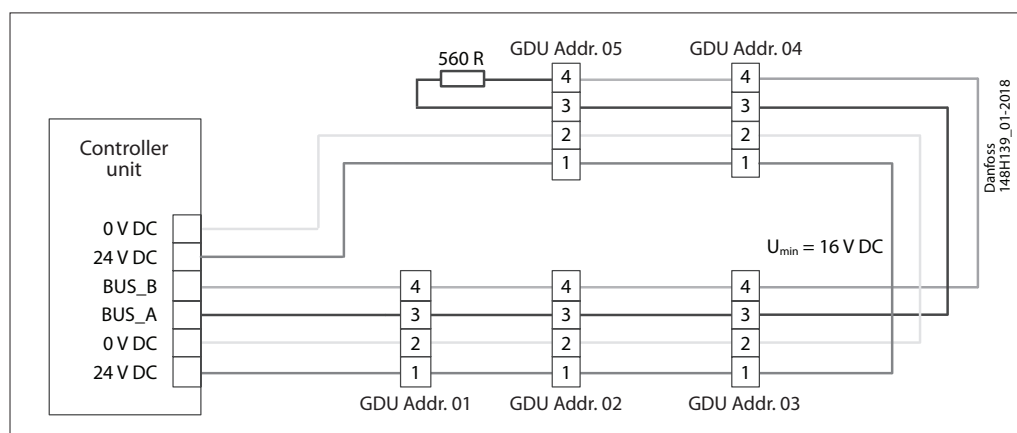 GDU Addr. 05
GDU Addr. 04
560 R
4
3
2
1
4
3
2
1
Danfoss
148H139_01-2018
Controller
unit
0 V DC
24 V DC
BUS_B
BUS_A
0 V DC
24 V DC
Umin = 16 V DC
4
3
2
1
4
3
2
1
4
3
2
1
GDU Addr. 01
GDU Addr. 02
GDU Addr. 03